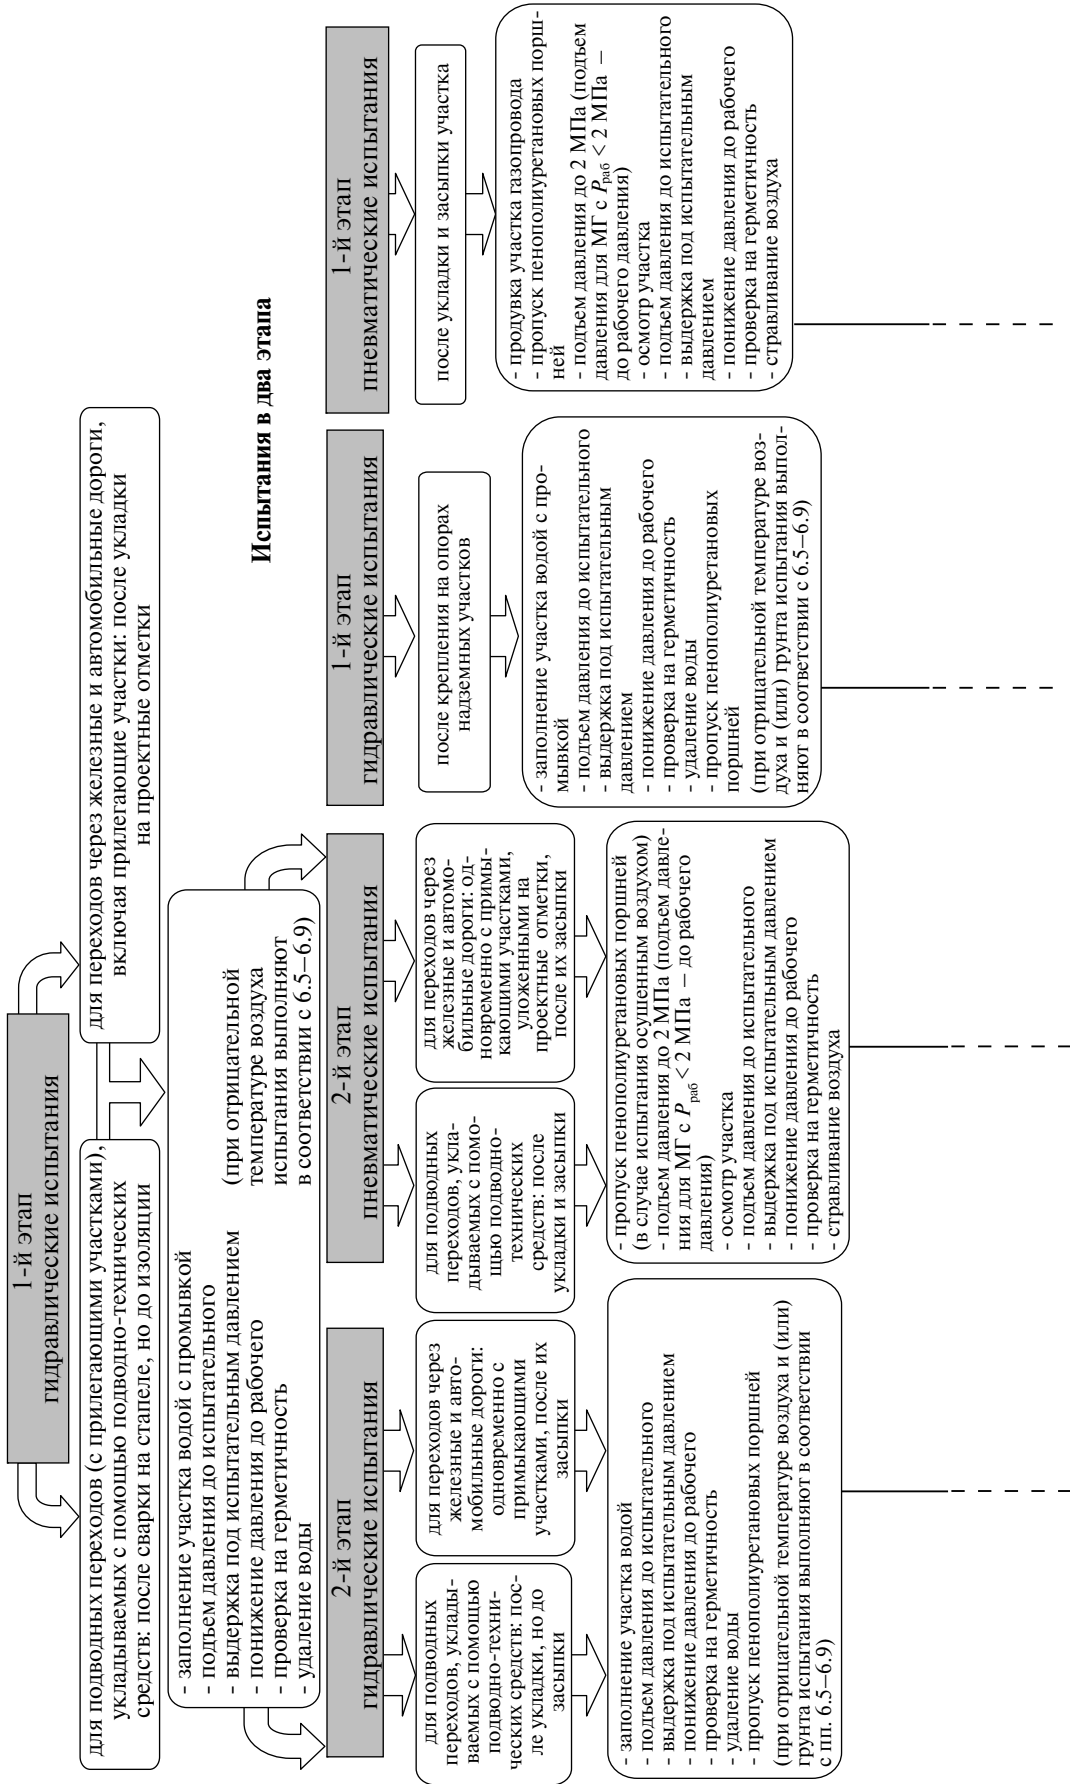 1-й этап
гидравлические испытания
для подводных переходов (с прилегающими участками),
укладываемых с помощью подводно-технических
средств: после сварки на стапеле, но до изоляции
для переходов через железные и автомобильные дороги,
включая прилегающие участки: после укладки
на проектные отметки
- заполнение участка водой с промывкой
- подъем давления до испытательного
- выдержка под испытательным давлением
- понижение давления до рабочего
- проверка на герметичность
- удаление воды
(при отрицательной
температуре воздуха
испытания выполняют
в соответствии с 6.5–6.9)
Испытания в два этапа
2-й этап
гидравлические испытания
для подводных
переходов, уклады-
ваемых с помощью
подводно-техни-
ческих средств: пос-
ле укладки, но до
засыпки
для переходов через
железные и авто-
мобильные дороги:
одновременно с
примыкающими
участками, после их
засыпки
- заполнение участка водой
- подъем давления до испытательного
- выдержка под испытательным давлением
- понижение давления до рабочего
- проверка на герметичность
- удаление воды
- пропуск пенополиуретановых поршней
(при отрицательной температуре воздуха и (или)
грунта испытания выполняют в соответствии
с пп. 6.5–6.9)
2-й этап
пневматические испытания
для подводных
переходов, укла-
дываемых с помо-
щью подводно-
технических
средств: после
укладки и засыпки
для переходов через
железные и автомо-
бильные дороги: од-
новременно с примы-
кающими участками,
уложенными на
проектные отметки,
после их засыпки
- пропуск пенополиуретановых поршней
(в случае испытания осушенным воздухом)
- подъем давления до 2 МПа (подъем давле-
ния для МГ с Pраб < 2 МПа – до рабочего
давления)
- осмотр участка
- подъем давления до испытательного
- выдержка под испытательным давлением
- понижение давления до рабочего
- проверка на герметичность
- стравливание воздуха
1-й этап
гидравлические испытания
после крепления на опорах
надземных участков
- заполнение участка водой с про-
мывкой
- подъем давления до испытательного
- выдержка под испытательным
давлением
- понижение давления до рабочего
- проверка на герметичность
- удаление воды
- пропуск пенополиуретановых
поршней
(при отрицательной температуре воз-
духа и (или) грунта испытания выпол-
няют в соответствии с 6.5–6.9)
1-й этап
пневматические испытания
после укладки и засыпки участка
- продувка участка газопровода
- пропуск пенополиуретановых порш-
ней
- подъем давления до 2 МПа (подъем
давления для МГ с Pраб < 2 МПа –
до рабочего давления)
- осмотр участка
- подъем давления до испытательного
- выдержка под испытательным
давлением
- понижение давления до рабочего
- проверка на герметичность
- стравливание воздуха